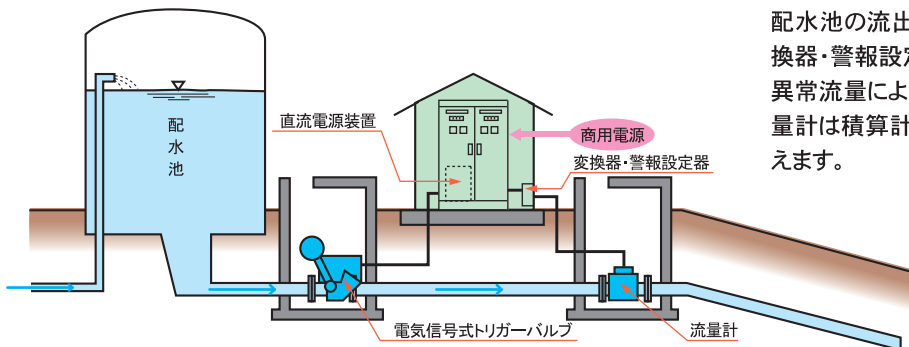 配水池の流出
換器・警報設定
異常流量によ
量計は積算計
えます。
配水池
直流電源装置
商用電源
変換器・警報設定器
電気信号式トリガーバルブ
流量計